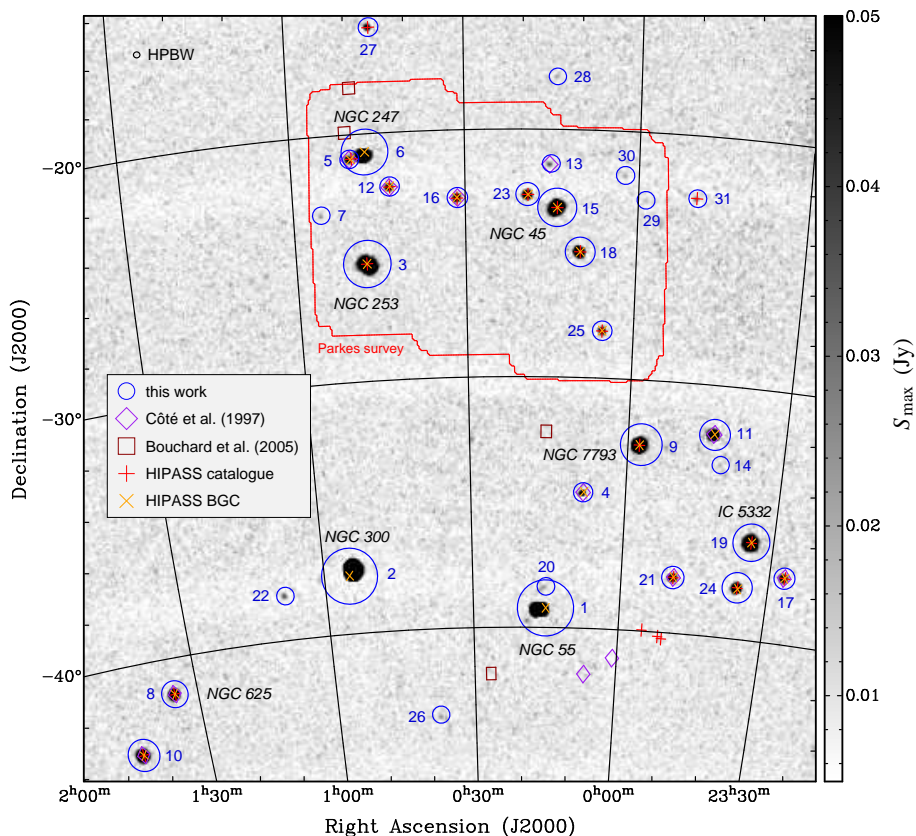 0.05
27
HPBW
28
NGC 247
30
−20°
5
6
13
0.04
12
16
23
31
7
15
29
NGC 45
18
3
NGC 253
25
Parkes survey
0.03
this work
Côté et al. (1997)
Bouchard et al. (2005)
HIPASS catalogue
HIPASS BGC
−30°
11
NGC 7793
9
14
4
IC 5332
0.02
NGC 300
19
2
20
21
24
17
22
1
NGC 55
−40°
8
NGC 625
0.01
26
10
2ʰ00ᵐ
1ʰ30ᵐ
1ʰ00ᵐ
0ʰ30ᵐ
0ʰ00ᵐ
23ʰ30ᵐ
Right Ascension (J2000)
Declination (J2000)
Smax (Jy)